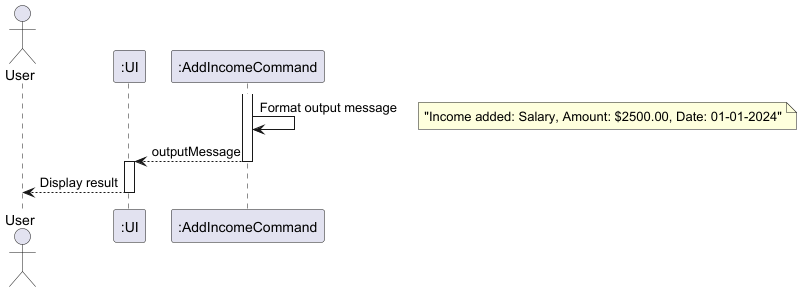 User
:UI
:AddIncomeCommand
Format output message
"Income added: Salary, Amount: $2500.00, Date: 01-01-2024"
outputMessage
Display result
User
:UI
:AddIncomeCommand